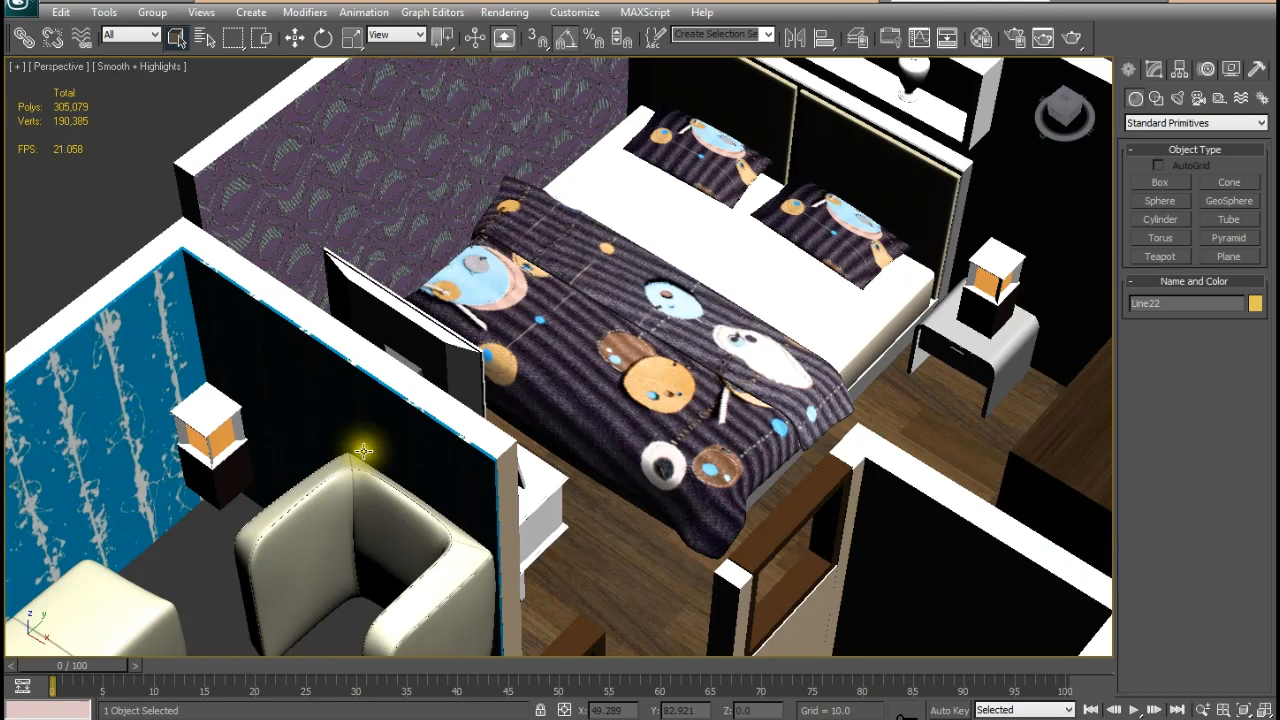 Edit Tools Group Views Create Modifiers Animation Graph Editors Rendering Customize MAXScript Help
All View 3 Create Selection Se
[ + ] [ Perspective ] [ Smooth + Highlights ]
Total
Polys: 305,079
Verts: 190,385
FPS: 21.058
Standard Primitives
- Object Type
AutoGrid
Box Cone
Sphere GeoSphere
Cylinder Tube
Torus Pyramid
Teapot Plane
- Name and Color
Line22
z y x
< 0 / 100 >
0 5 10 15 20 25 30 35 40 45 50 55 60 65 70 75 80 85 90 95 100
1 Object Selected X: 49.289 Y: 82.921 Z: 0.0 Grid = 10.0 Auto Key Selected